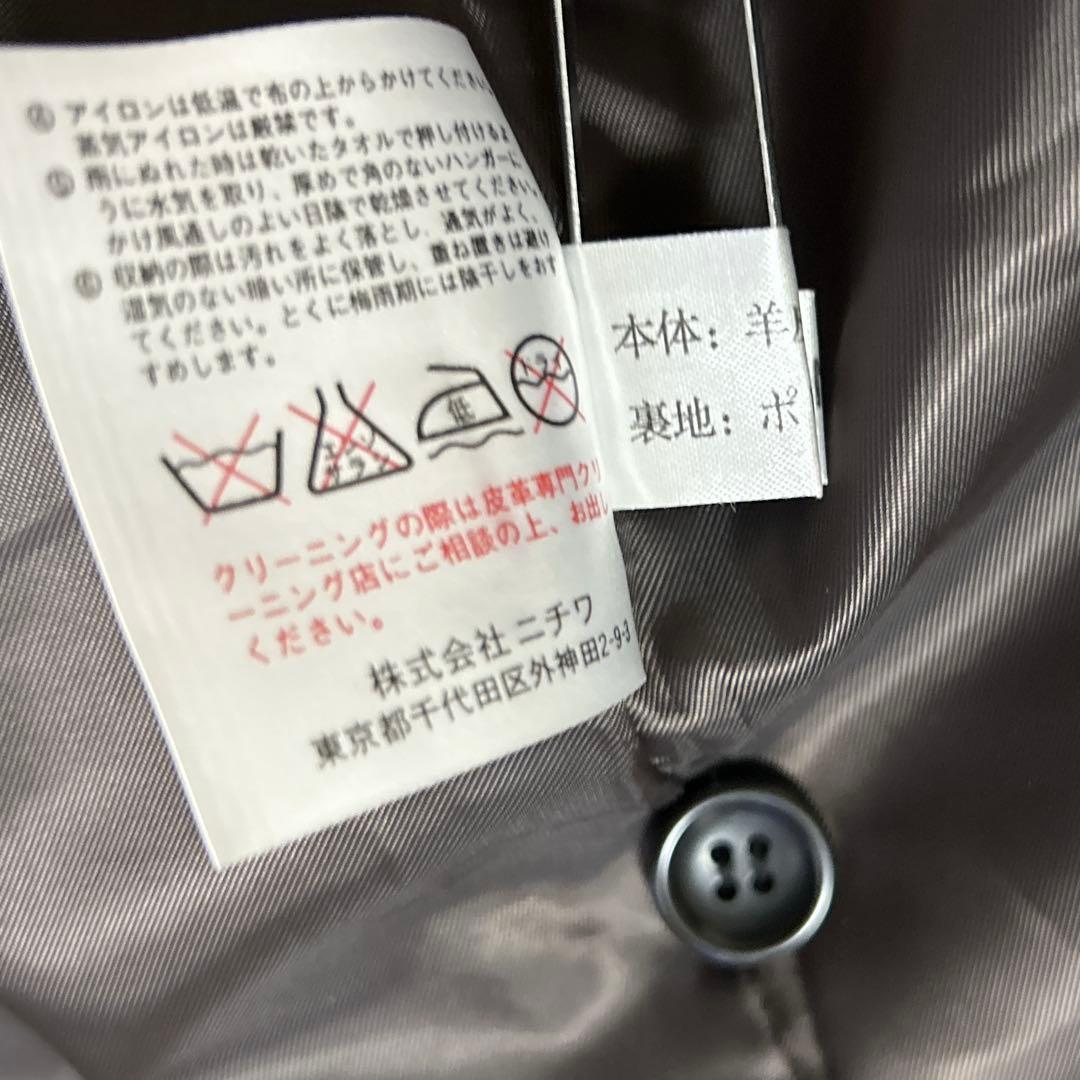 ④ アイロンは低温で布の上からかけてください
蒸気アイロンは厳禁です。
⑤ 雨にぬれた時は乾いたタオルで押し付けるよ
うに水気を取り、厚めで角のないハンガーに
かけ風通しのよい日陰で乾燥させてください。
⑥ 収納の際は汚れをよく落とし、通気がよく、
湿気のない暗い所に保管し、重ね置きは避け
てください。とくに梅雨期には陰干しをおす
すめします。
エンソ
サラシ
低
ドライ
クリーニングの際は皮革専門クリ
ーニング店にご相談の上、お出し
ください。
株式会社ニチワ
東京都千代田区外神田2-9-3
本体: 羊
裏地: ポ